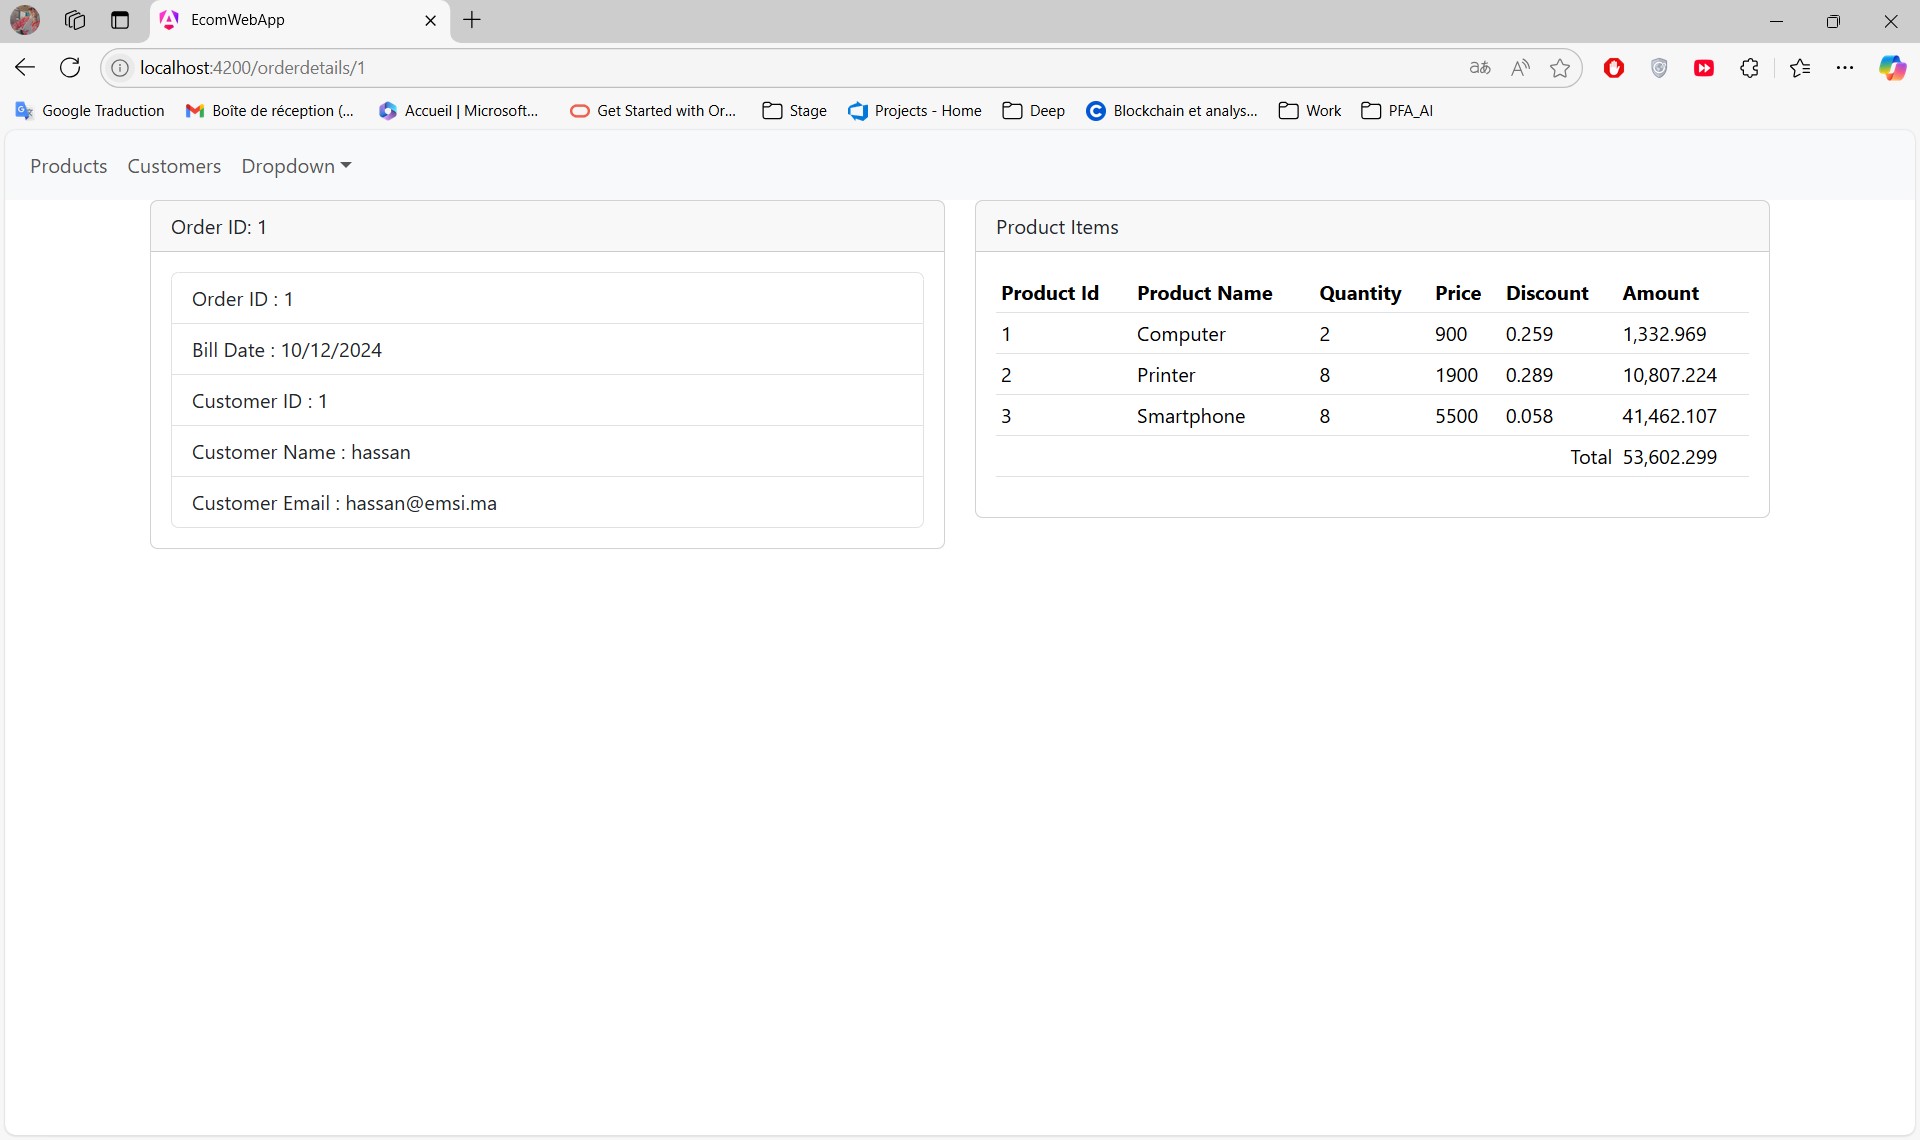 EcomWebApp
localhost:4200/orderdetails/1
Google Traduction Boîte de réception (... Accueil | Microsoft... Get Started with Or... Stage Projects - Home Deep Blockchain et analys... Work PFA_AI
Products Customers Dropdown
Order ID: 1
Order ID : 1
Bill Date : 10/12/2024
Customer ID : 1
Customer Name : hassan
Customer Email : hassan@emsi.ma
Product Items
Product Id Product Name Quantity Price Discount Amount
1 Computer 2 900 0.259 1,332.969
2 Printer 8 1900 0.289 10,807.224
3 Smartphone 8 5500 0.058 41,462.107
Total 53,602.299